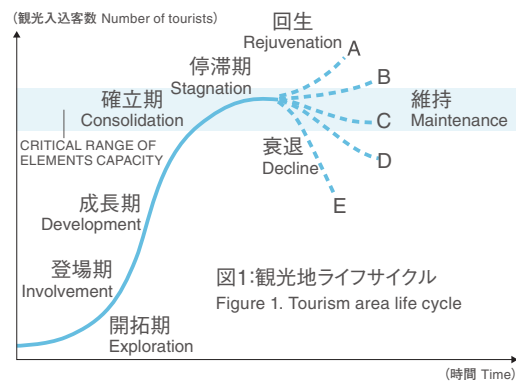 (観光入込客数 Number of tourists)
回生
Rejuvenation
A
停滞期
Stagnation
B
確立期
Consolidation
維持
Maintenance
C
CRITICAL RANGE OF
ELEMENTS CAPACITY
衰退
Decline
D
成長期
Development
E
登場期
Involvement
図1:観光地ライフサイクル
Figure 1. Tourism area life cycle
開拓期
Exploration
(時間 Time)